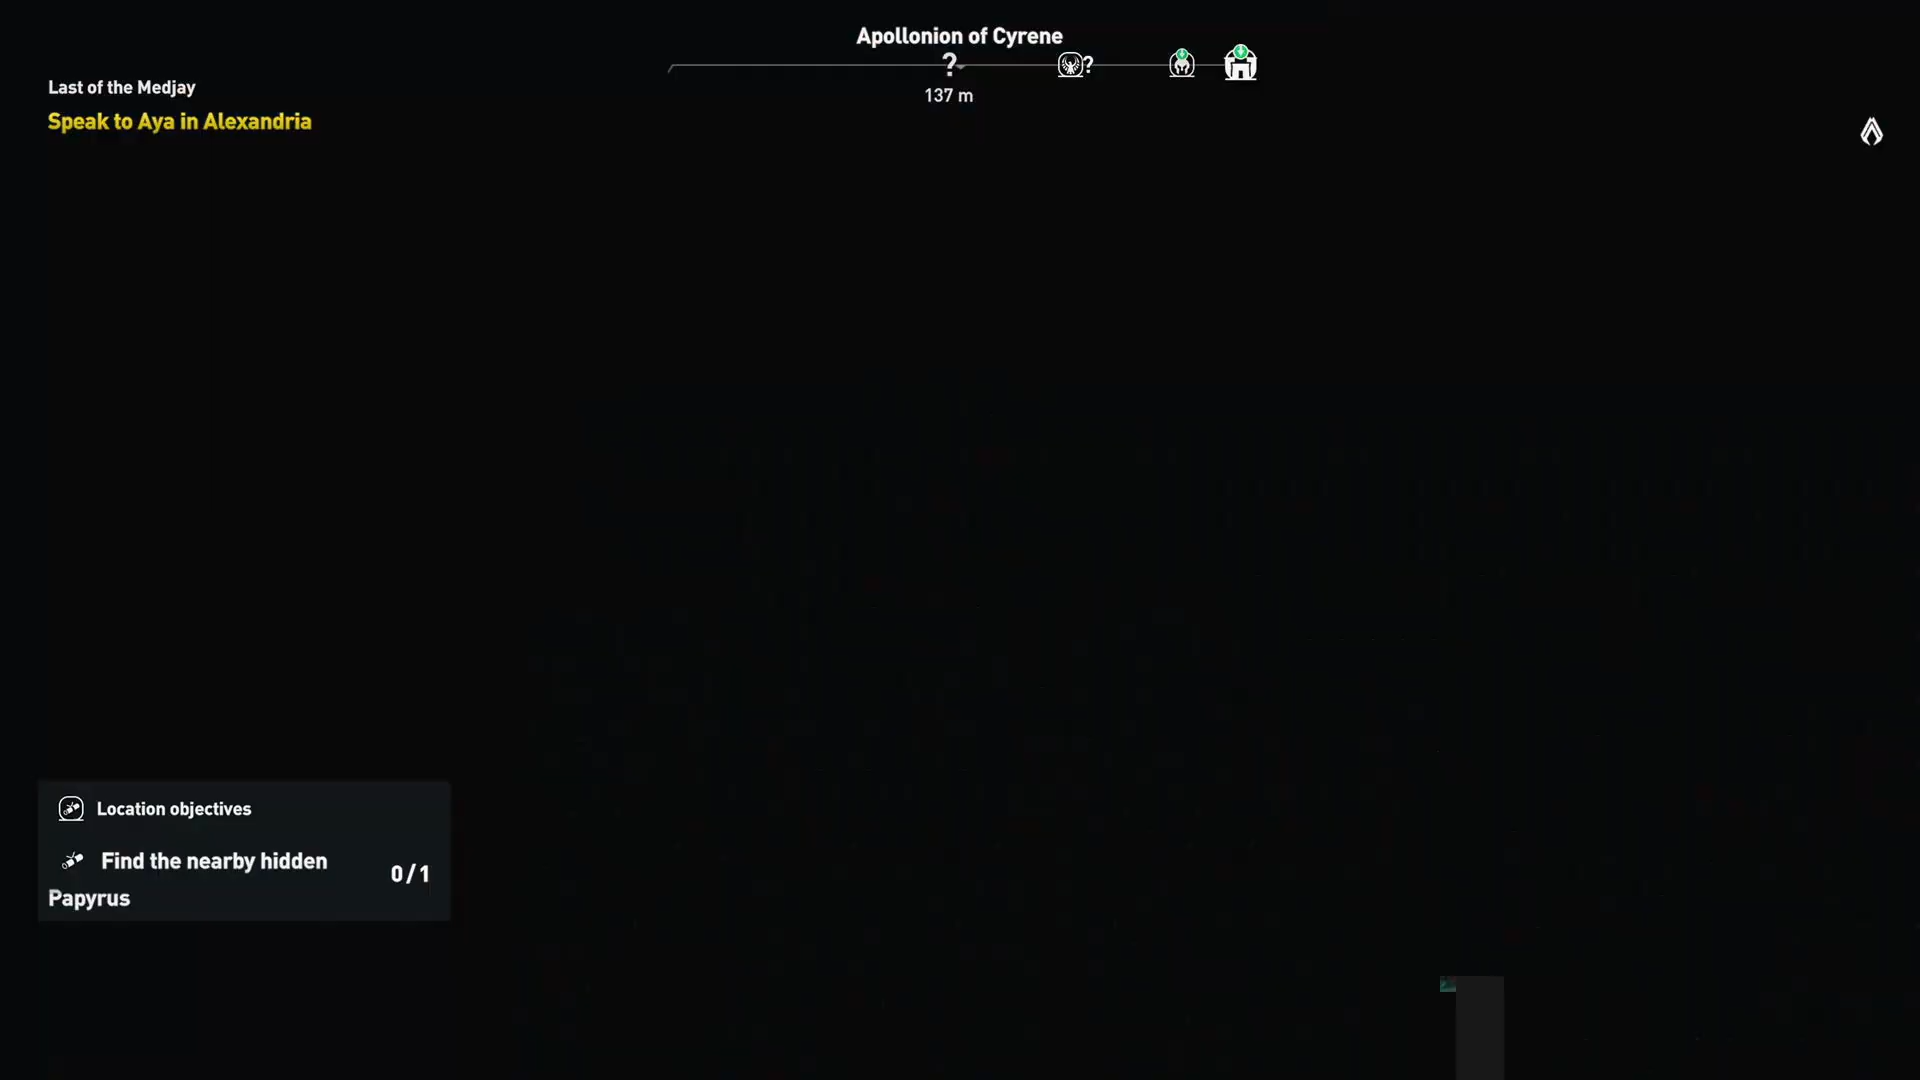 Apollonion of Cyrene
?
?
137 m
Last of the Medjay
Speak to Aya in Alexandria
Location objectives
Find the nearby hidden
Papyrus
0/1